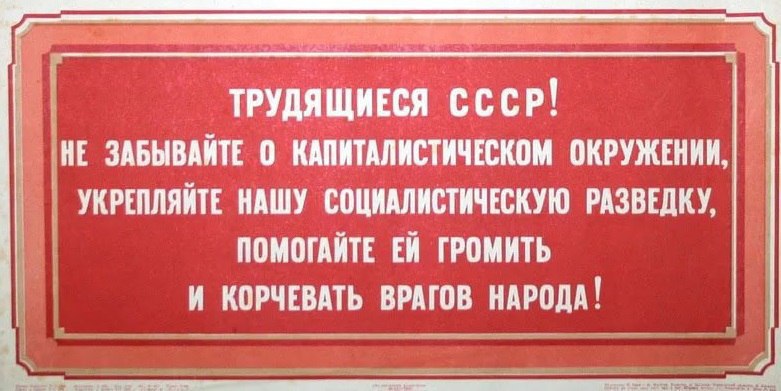 ТРУДЯЩИЕСЯ СССР!
НЕ ЗАБЫВАЙТЕ О КАПИТАЛИСТИЧЕСКОМ ОКРУЖЕНИИ,
УКРЕПЛЯЙТЕ НАШУ СОЦИАЛИСТИЧЕСКУЮ РАЗВЕДКУ,
ПОМОГАЙТЕ ЕЙ ГРОМИТЬ
И КОРЧЕВАТЬ ВРАГОВ НАРОДА!